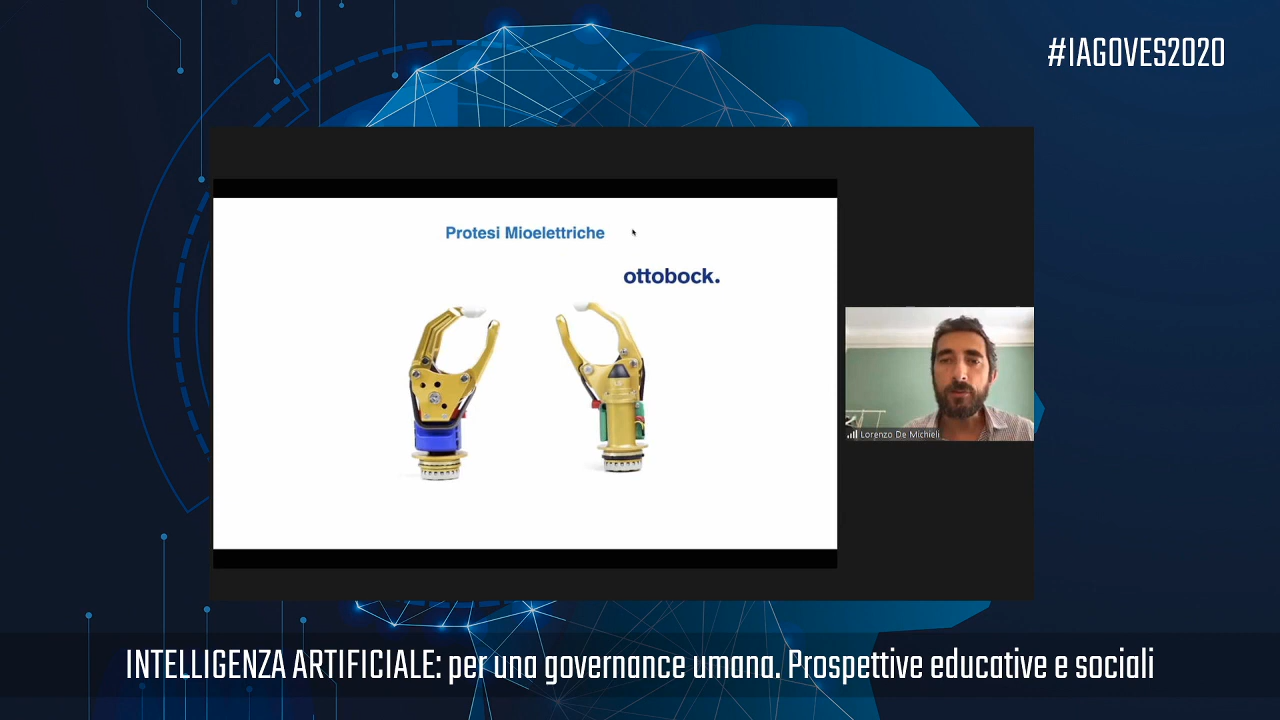 #IAGOVES2020
Protesi Mioelettriche
ottobock.
Lorenzo De Michieli
INTELLIGENZA ARTIFICIALE: per una governance umana. Prospettive educative e sociali